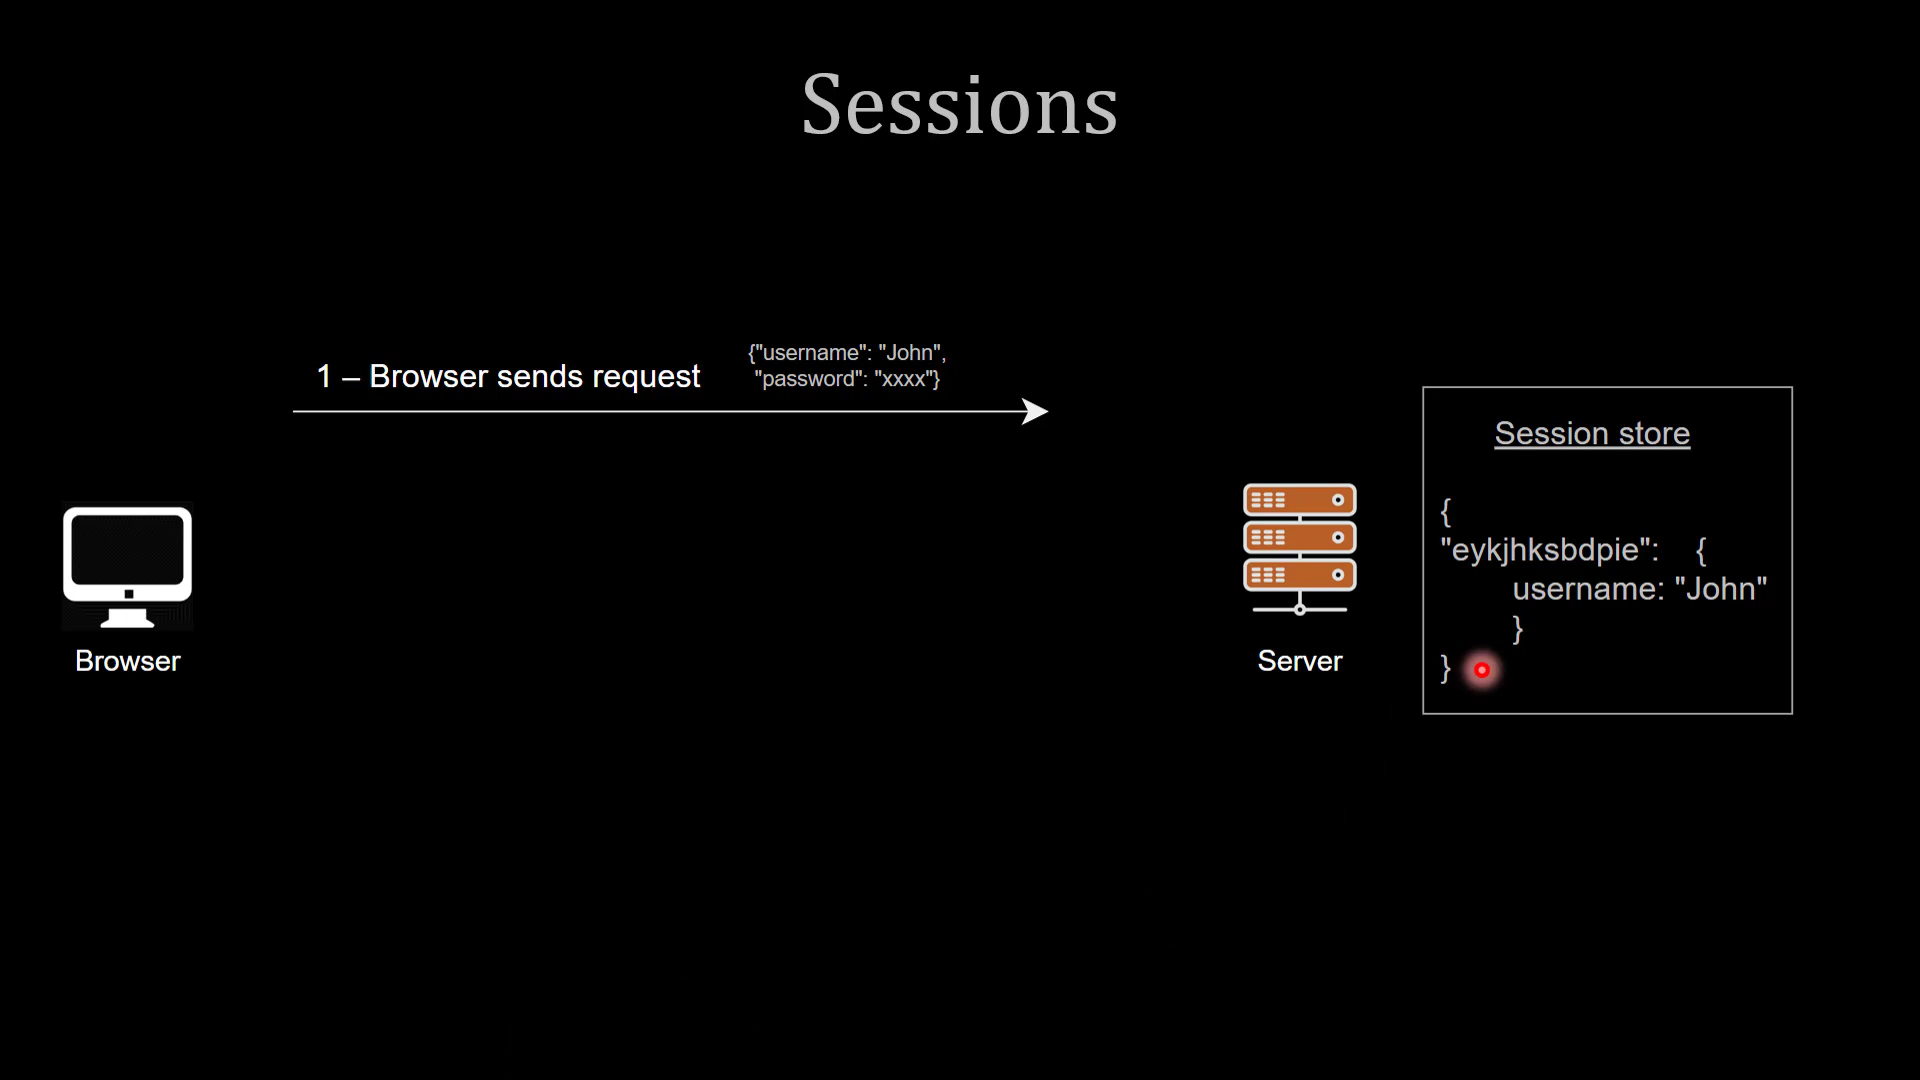 Sessions
1 – Browser sends request
{"username": "John",
"password": "xxxx"}
Session store
{
"eykjhksbdpie": {
username: "John"
}
}
Browser
Server